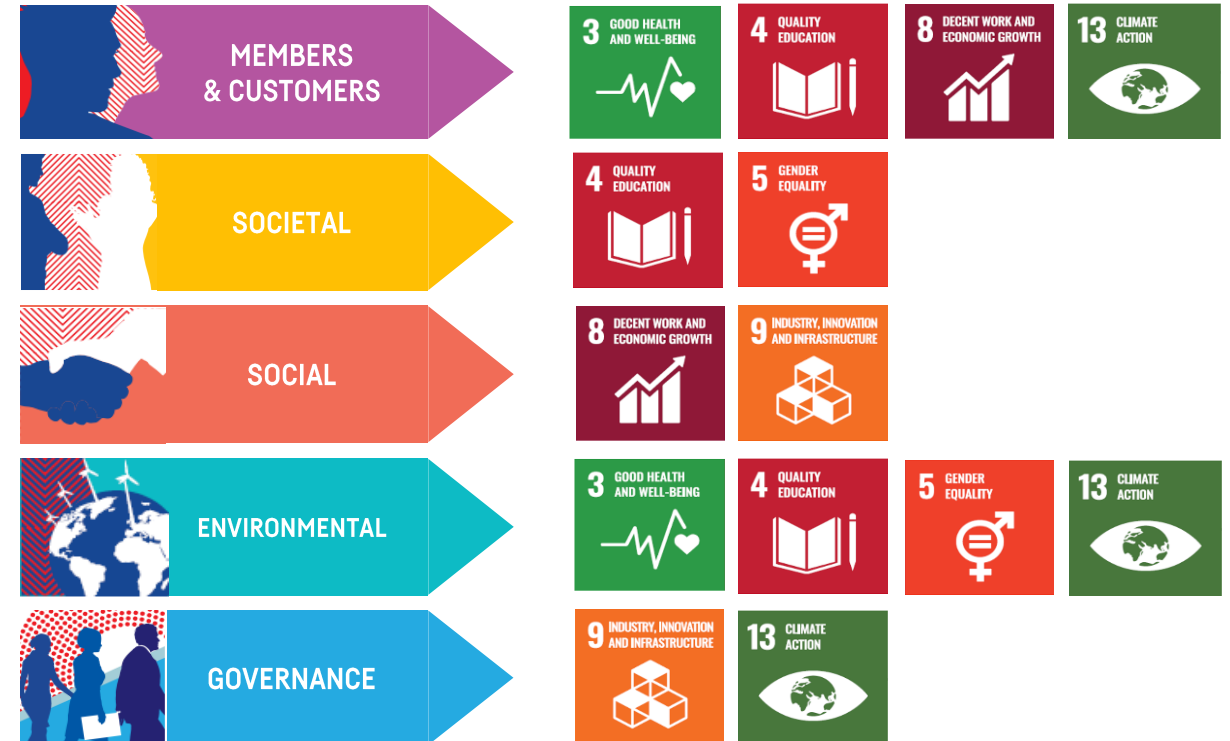 MEMBERS
& CUSTOMERS
3 GOOD HEALTH
AND WELL-BEING
4 QUALITY
EDUCATION
8 DECENT WORK AND
ECONOMIC GROWTH
13 CLIMATE
ACTION
SOCIETAL
4 QUALITY
EDUCATION
5 GENDER
EQUALITY
SOCIAL
8 DECENT WORK AND
ECONOMIC GROWTH
9 INDUSTRY, INNOVATION
AND INFRASTRUCTURE
ENVIRONMENTAL
3 GOOD HEALTH
AND WELL-BEING
4 QUALITY
EDUCATION
5 GENDER
EQUALITY
13 CLIMATE
ACTION
GOVERNANCE
9 INDUSTRY, INNOVATION
AND INFRASTRUCTURE
13 CLIMATE
ACTION